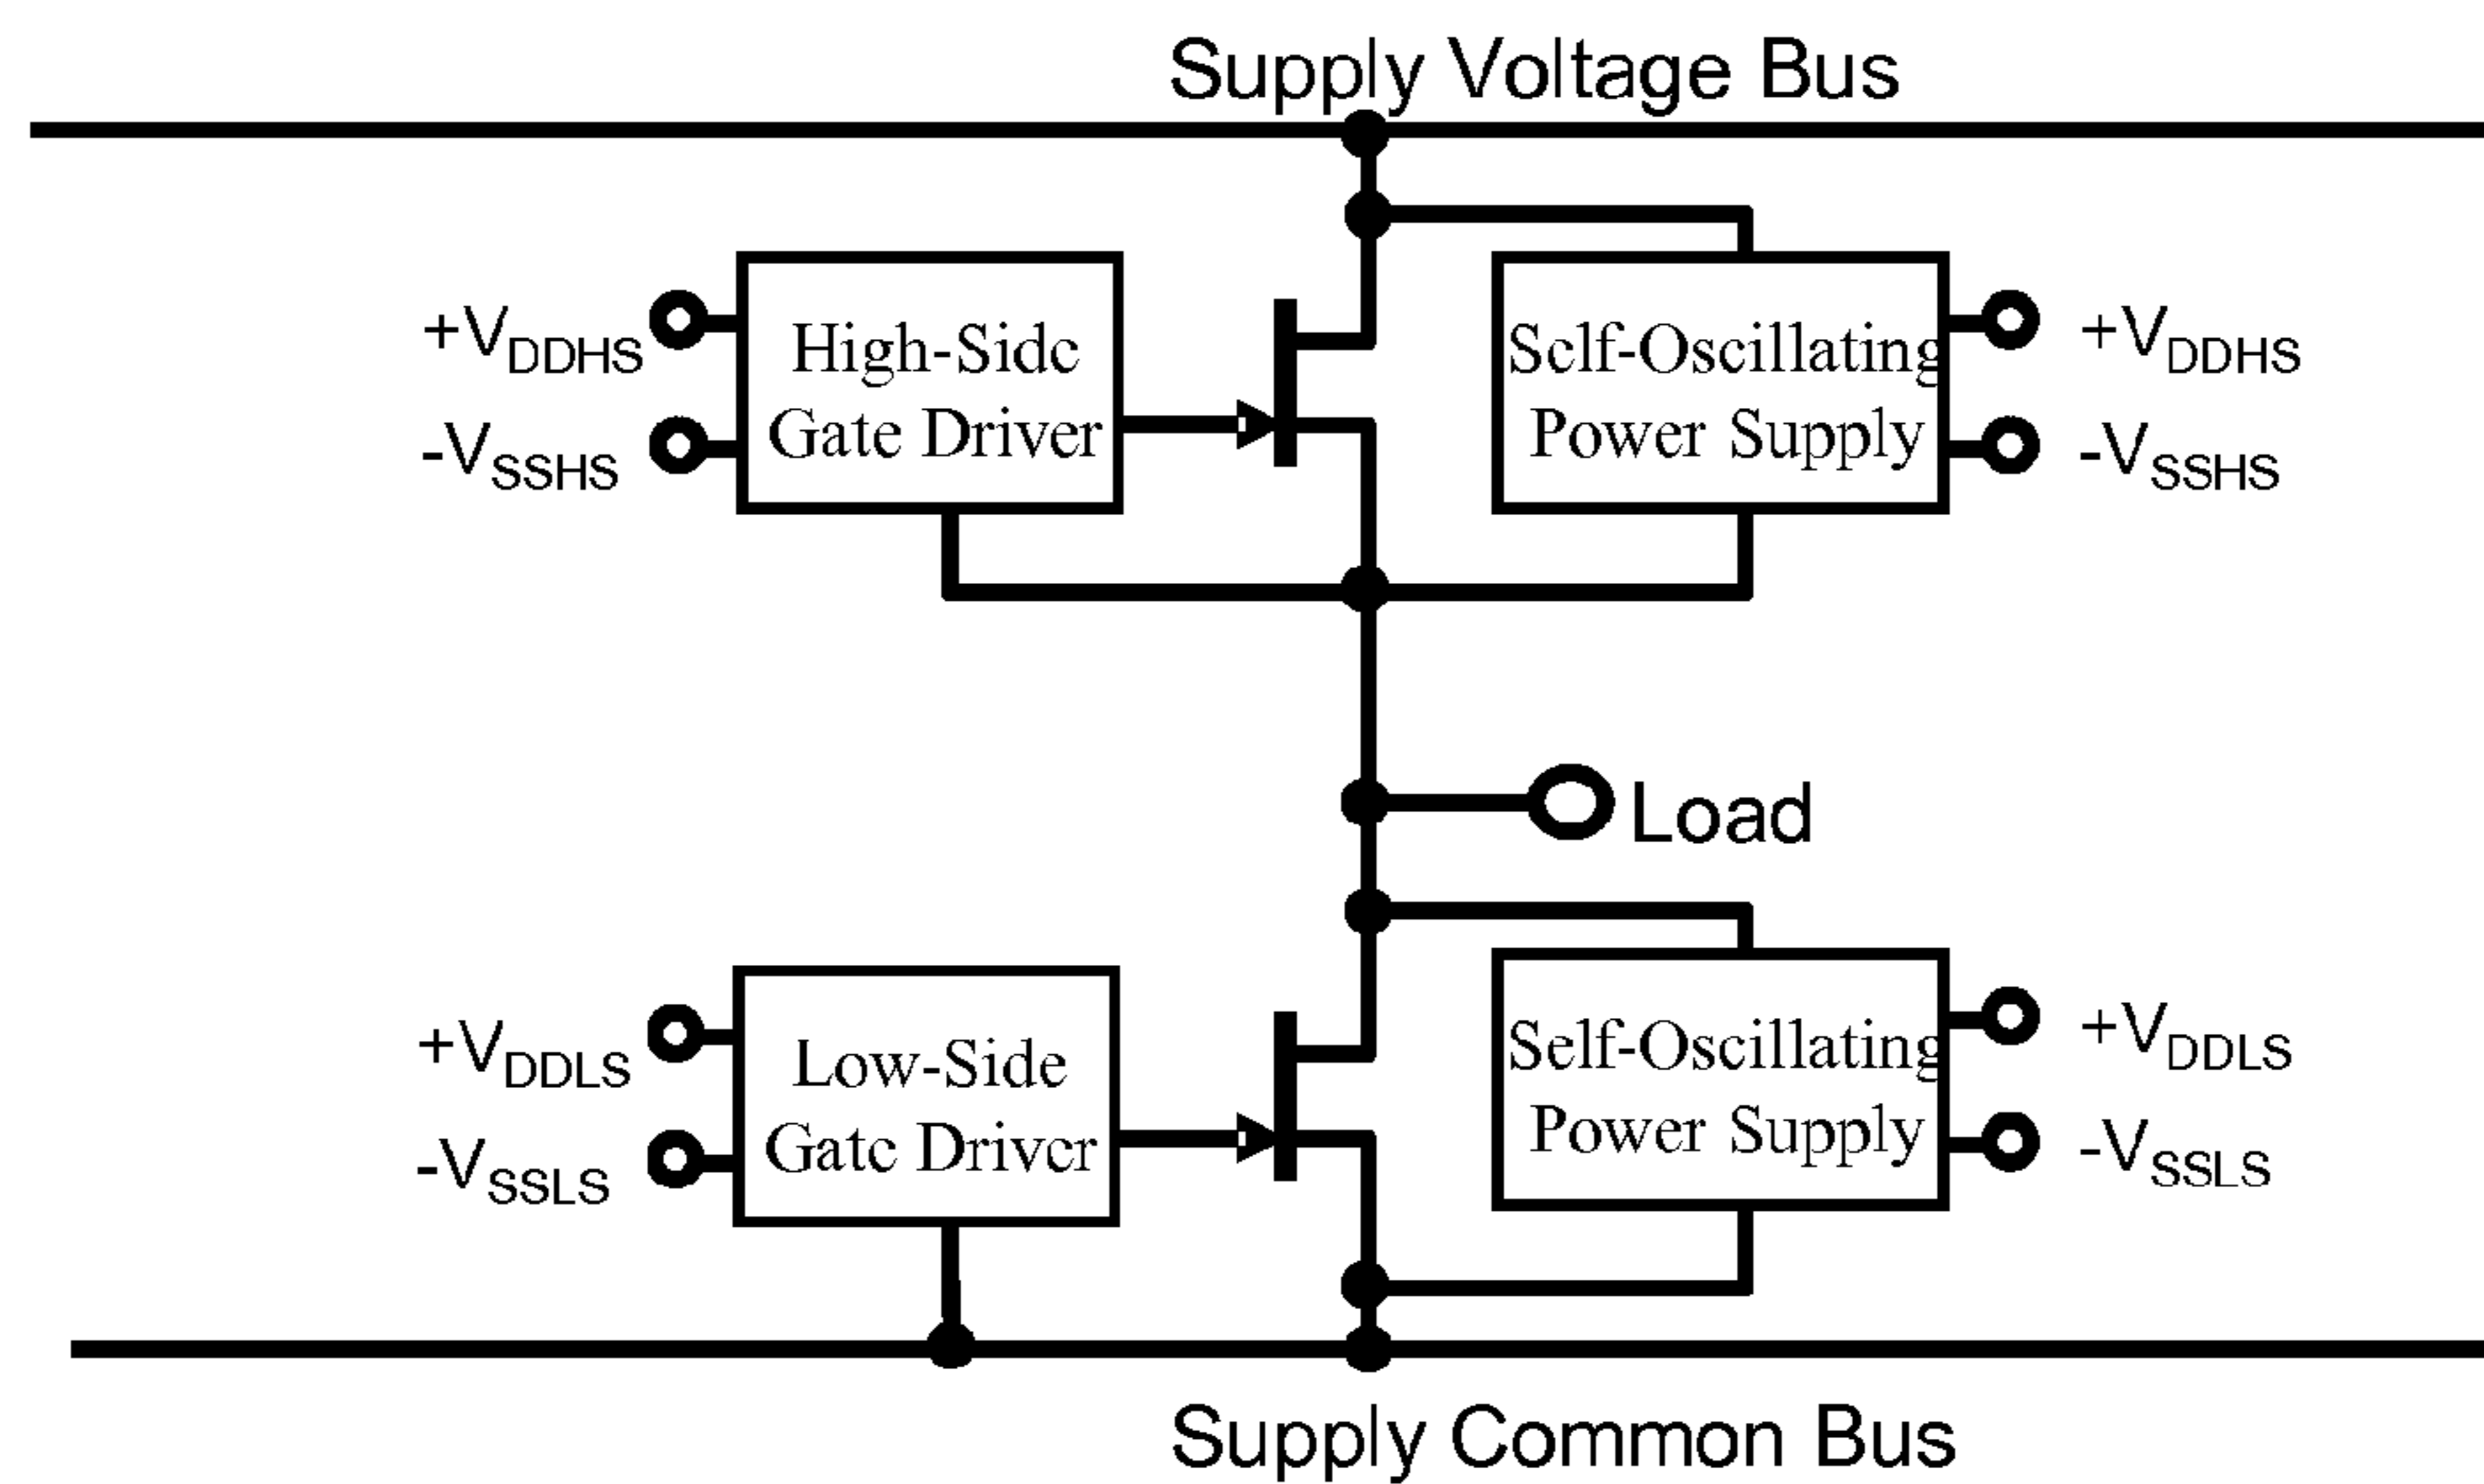 Supply Voltage Bus
+VDDHS
-VSSHS
High-Side
Gate Driver
Self-Oscillating
Power Supply
+VDDHS
-VSSHS
Load
+VDDLS
-VSSLS
Low-Side
Gate Driver
Self-Oscillating
Power Supply
+VDDLS
-VSSLS
Supply Common Bus